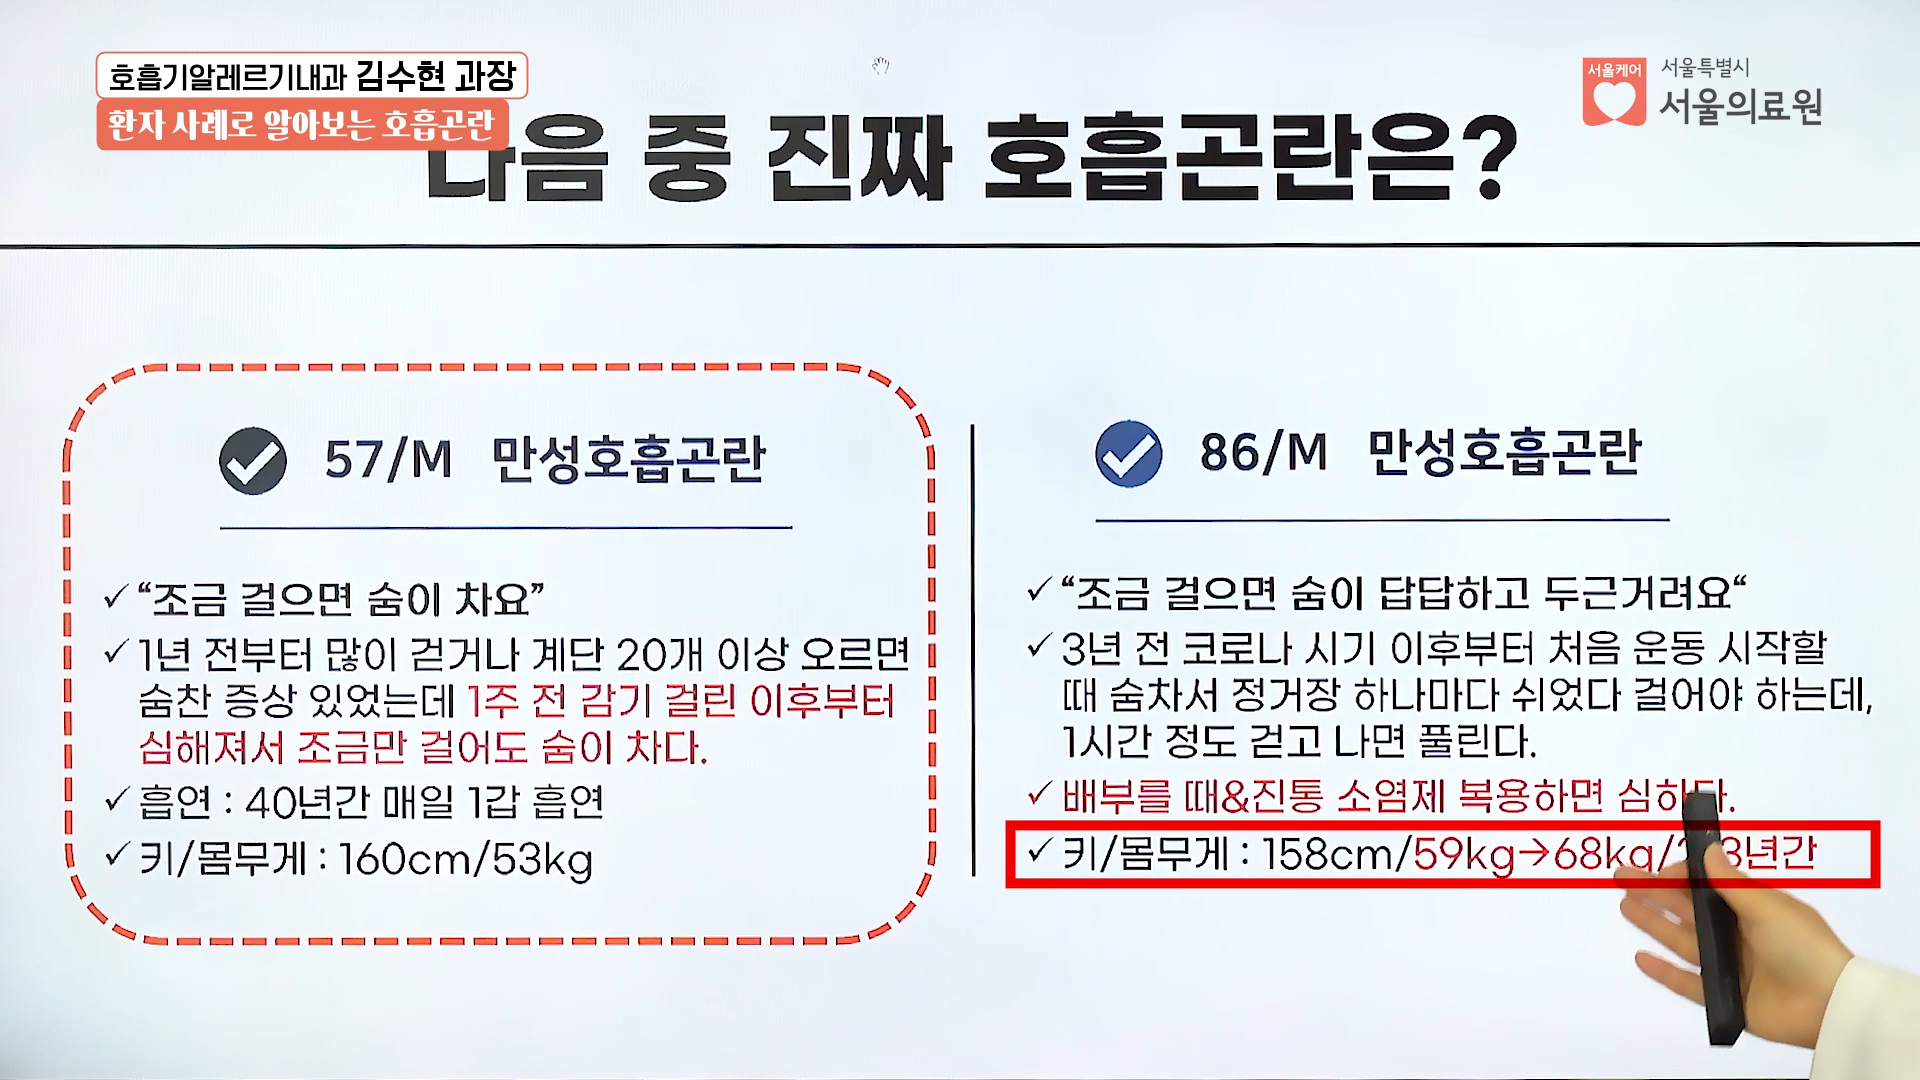 호흡기알레르기내과 김수현 과장
환자 사례로 알아보는 호흡곤란
서울케어
서울특별시
서울의료원
다음 중 진짜 호흡곤란은?
57/M 만성호흡곤란
“조금 걸으면 숨이 차요”
1년 전부터 많이 걷거나 계단 20개 이상 오르면
숨찬 증상 있었는데 1주 전 감기 걸린 이후부터
심해져서 조금만 걸어도 숨이 차다.
흡연 : 40년간 매일 1갑 흡연
키/몸무게 : 160cm/53kg
86/M 만성호흡곤란
“조금 걸으면 숨이 답답하고 두근거려요“
3년 전 코로나 시기 이후부터 처음 운동 시작할
때 숨차서 정거장 하나마다 쉬었다 걸어야 하는데,
1시간 정도 걷고 나면 풀린다.
배부를 때&진통 소염제 복용하면 심하다.
키/몸무게 : 158cm/59kg→68kg/ 3년간